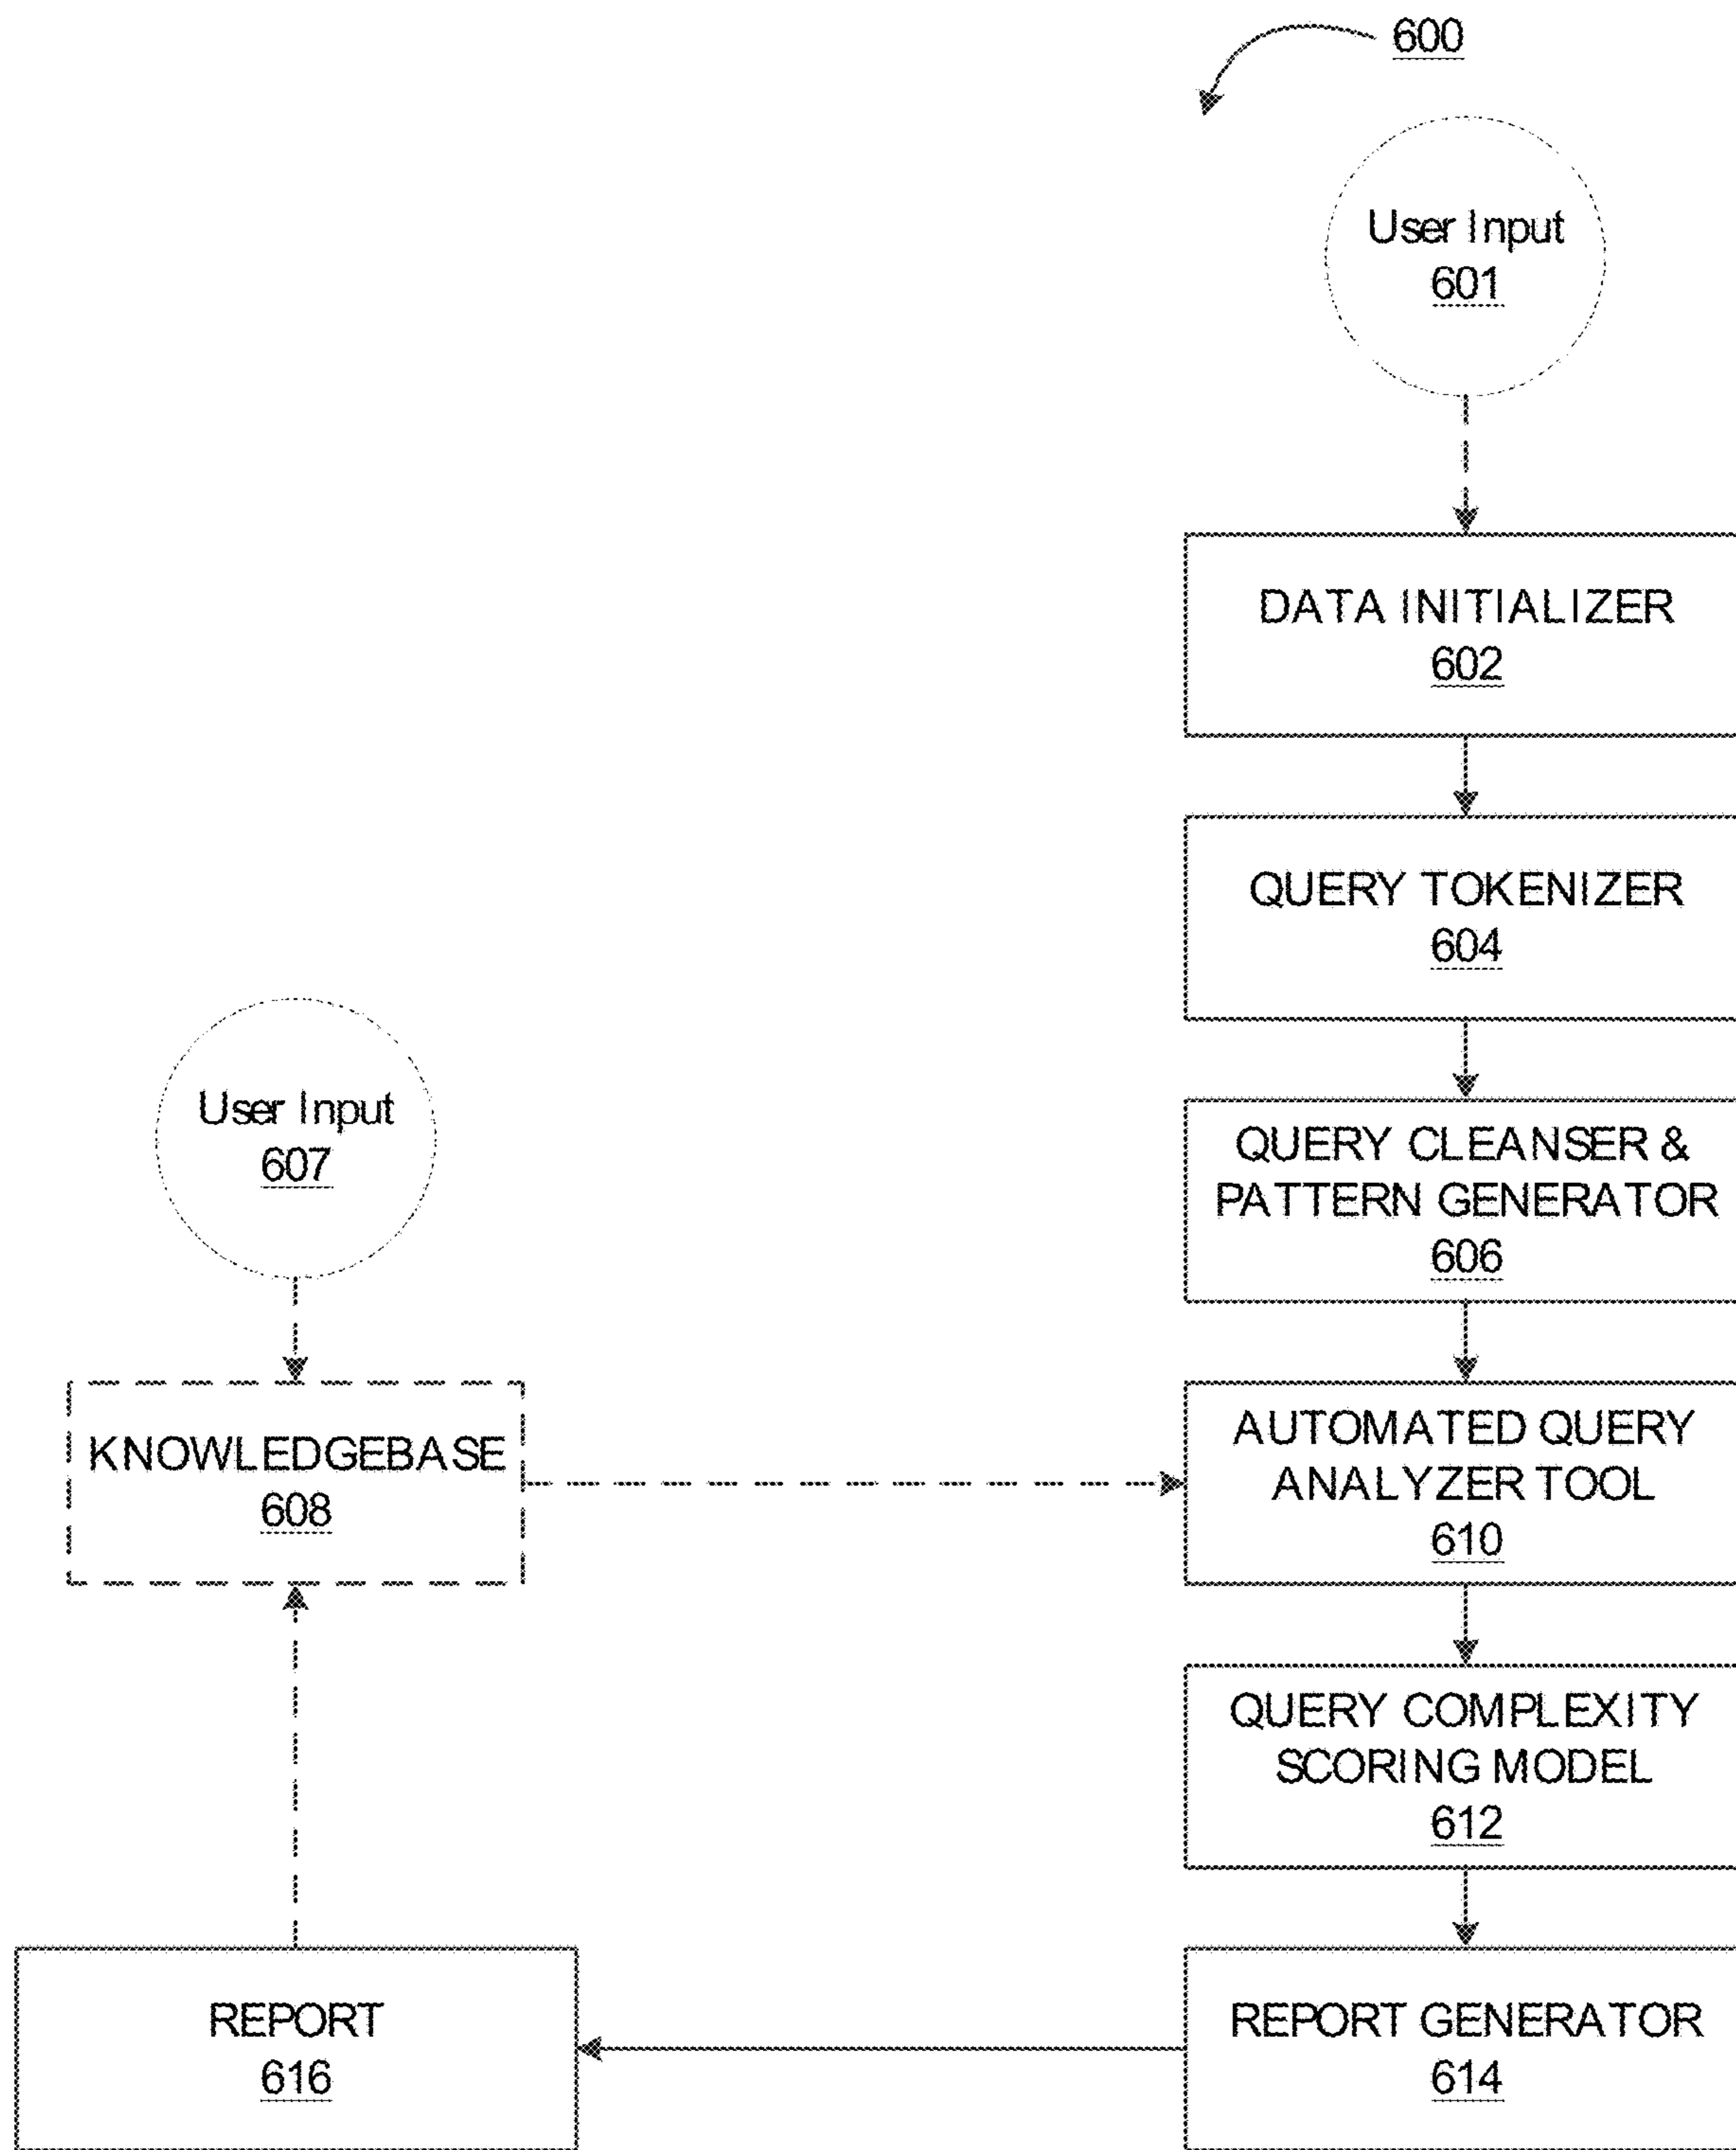 600
User Input
601
DATA INITIALIZER
602
QUERY TOKENIZER
604
QUERY CLEANSER &
PATTERN GENERATOR
606
User Input
607
KNOWLEDGEBASE
608
AUTOMATED QUERY
ANALYZER TOOL
610
QUERY COMPLEXITY
SCORING MODEL
612
REPORT GENERATOR
614
REPORT
616